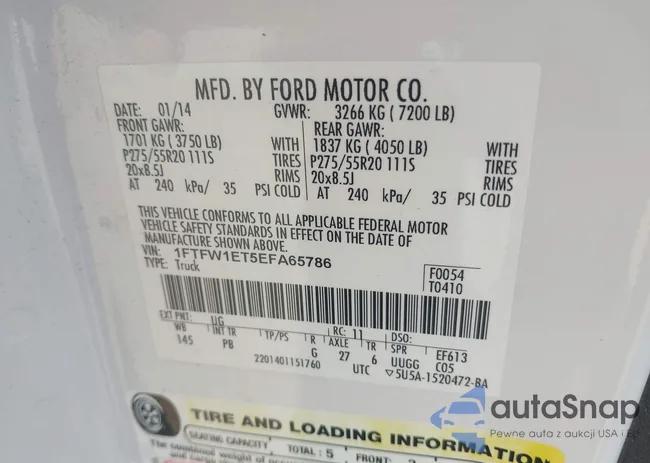 MFD. BY FORD MOTOR CO.
DATE: 01/14 GVWR: 3266 KG ( 7200 LB)
FRONT GAWR: REAR GAWR:
1701 KG ( 3750 LB) WITH 1837 KG ( 4050 LB) WITH
P275/55R20 111S TIRES P275/55R20 111S TIRES
20x8.5J RIMS 20x8.5J RIMS
AT 240 kPa/ 35 PSI COLD AT 240 kPa/ 35 PSI COLD
THIS VEHICLE CONFORMS TO ALL APPLICABLE FEDERAL MOTOR
VEHICLE SAFETY STANDARDS IN EFFECT ON THE DATE OF
MANUFACTURE SHOWN ABOVE.
VIN: 1FTFW1ET5EFA65786
TYPE: Truck
F0054
T0410
EXT PNT: UG RC: 11 DSO:
WB INT TR TP/PS R AXLE TR SPR EF613
145 PB G 27 6 UUGG C05
2201401151760 UTC ▽5U5A-1520472-BA
TIRE AND LOADING INFORMATION
SEATING CAPACITY TOTAL: 5 FRONT:
The combined weight of
autoSnap
Pewne auta z aukcji USA i EU